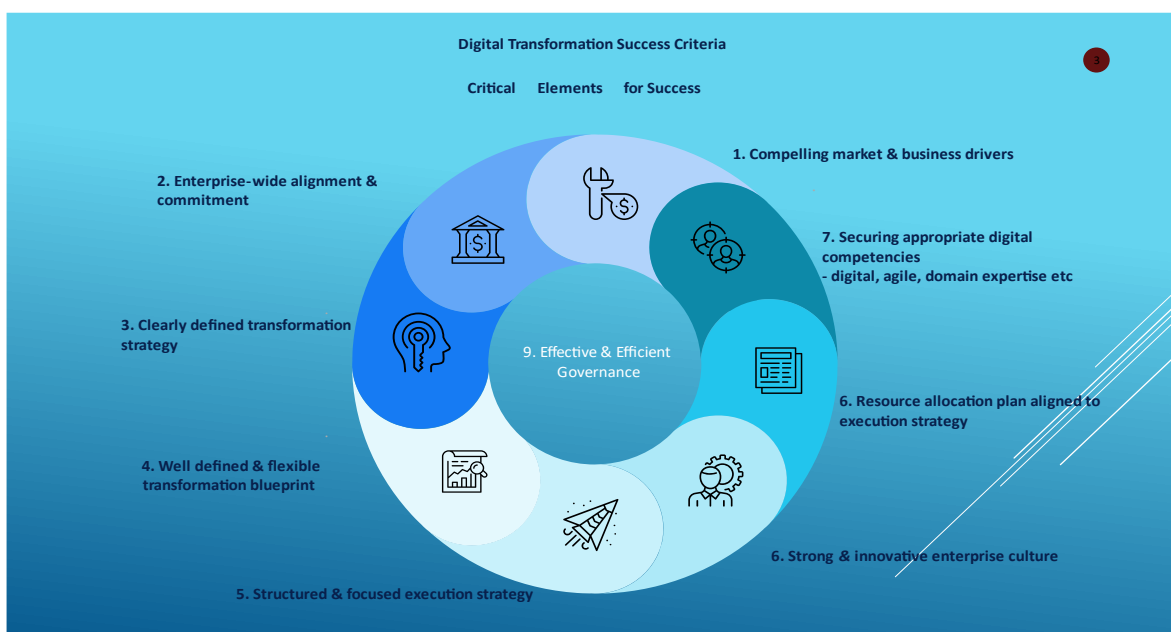 Digital Transformation Success Criteria
Critical Elements for Success
3
1. Compelling market & business drivers
2. Enterprise-wide alignment &
commitment
7. Securing appropriate digital
competencies
- digital, agile, domain expertise etc
3. Clearly defined transformation
strategy
9. Effective & Efficient
Governance
6. Resource allocation plan aligned to
execution strategy
4. Well defined & flexible
transformation blueprint
6. Strong & innovative enterprise culture
5. Structured & focused execution strategy
$
$